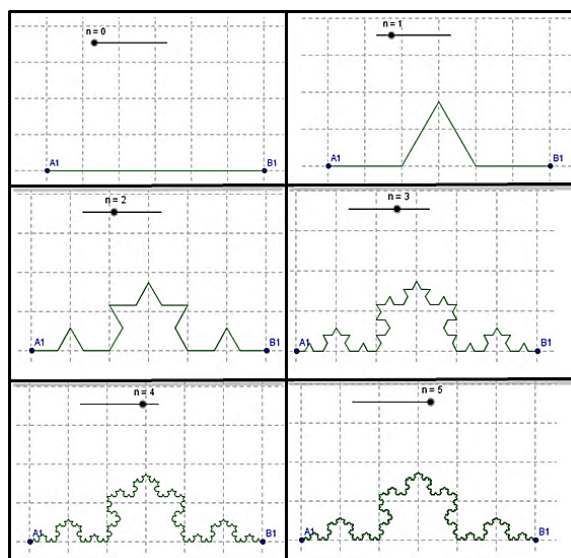 n = 0
A1 B1
n = 1
A1 B1
n = 2
A1 B1
n = 3
A1 B1
n = 4
A1 B1
n = 5
A1 B1